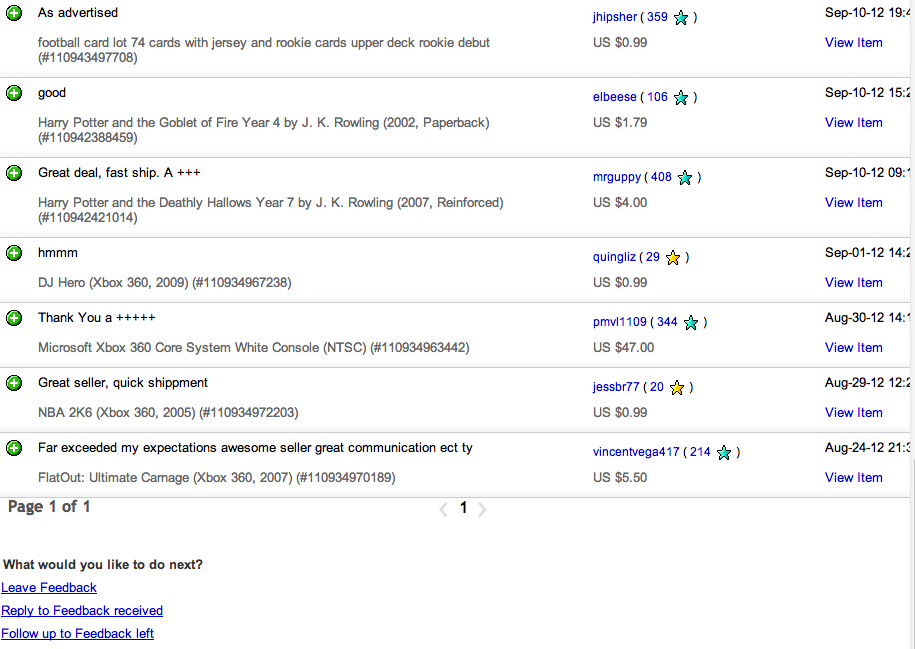 As advertised jhipsher ( 359 ) Sep-10-12 19:4
football card lot 74 cards with jersey and rookie cards upper deck rookie debut US $0.99 View Item
(#110943497708)
good elbeese ( 106 ) Sep-10-12 15:2
Harry Potter and the Goblet of Fire Year 4 by J. K. Rowling (2002, Paperback) US $1.79 View Item
(#110942388459)
Great deal, fast ship. A +++ mrguppy ( 408 ) Sep-10-12 09:1
Harry Potter and the Deathly Hallows Year 7 by J. K. Rowling (2007, Reinforced) US $4.00 View Item
(#110942421014)
hmmm quingliz ( 29 ) Sep-01-12 14:2
DJ Hero (Xbox 360, 2009) (#110934967238) US $0.99 View Item
Thank You a +++++ pmvl1109 ( 344 ) Aug-30-12 14:1
Microsoft Xbox 360 Core System White Console (NTSC) (#110934963442) US $47.00 View Item
Great seller, quick shippment jessbr77 ( 20 ) Aug-29-12 12:2
NBA 2K6 (Xbox 360, 2005) (#110934972203) US $0.99 View Item
Far exceeded my expectations awesome seller great communication ect ty vincentvega417 ( 214 ) Aug-24-12 21:3
FlatOut: Ultimate Carnage (Xbox 360, 2007) (#110934970189) US $5.50 View Item
Page 1 of 1 1
What would you like to do next?
Leave Feedback
Reply to Feedback received
Follow up to Feedback left